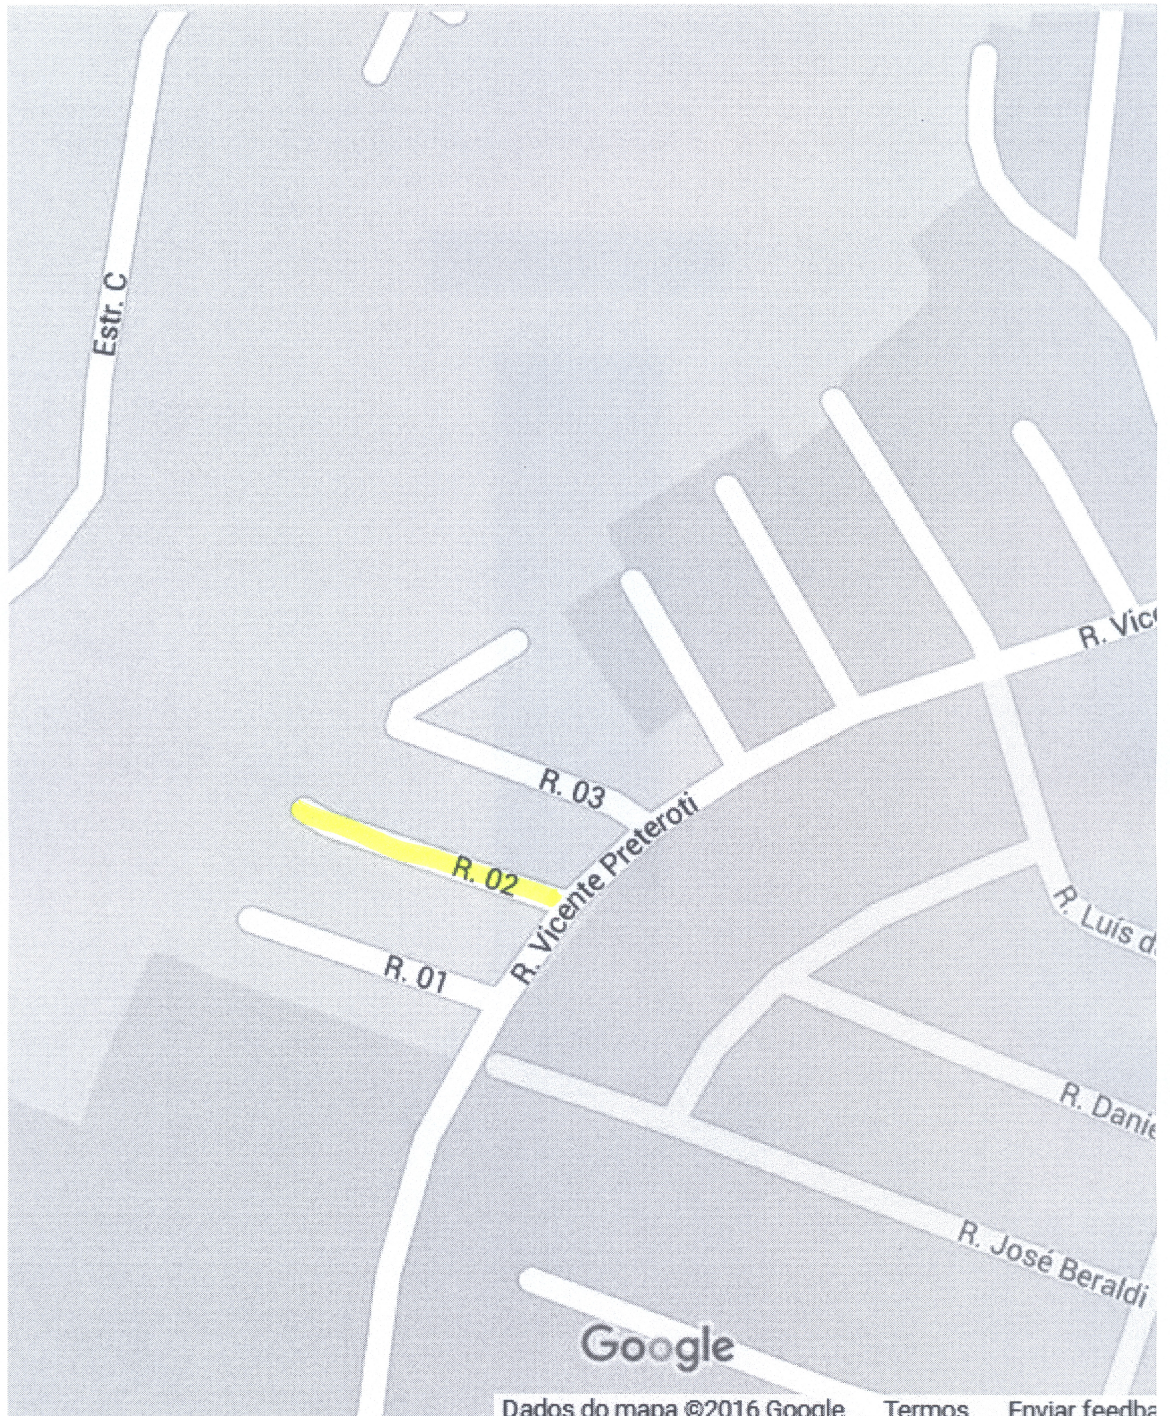 Estr. C
R. Vice
R. 03
R. Vicente Preteroti
R. 02
R. Luís d
R. 01
R. Danie
R. José Beraldi
Google
Dados do mapa ©2016 Google Termos Enviar feedba